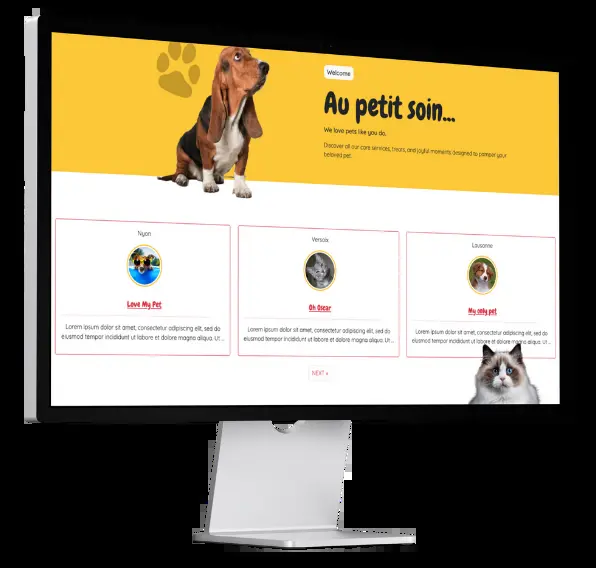 Welcome
Au petit soin...
We love pets like you do.
Discover all our care services, treats, and joyful moments designed to pamper your
beloved pet.
Nyon
Love My Pet
Lorem ipsum dolor sit amet, consectetur adipiscing elit, sed do
eiusmod tempor incididunt ut labore et dolore magna aliqua. Ut ...
Versoix
Oh Oscar
Lorem ipsum dolor sit amet, consectetur adipiscing elit, sed do
eiusmod tempor incididunt ut labore et dolore magna aliqua. Ut ...
Lausanne
My only pet
Lorem ipsum dolor sit amet, consectetur adipiscing elit, sed do
eiusmod tempor incididunt ut labore et dolore magna aliqua. Ut ...
NEXT »